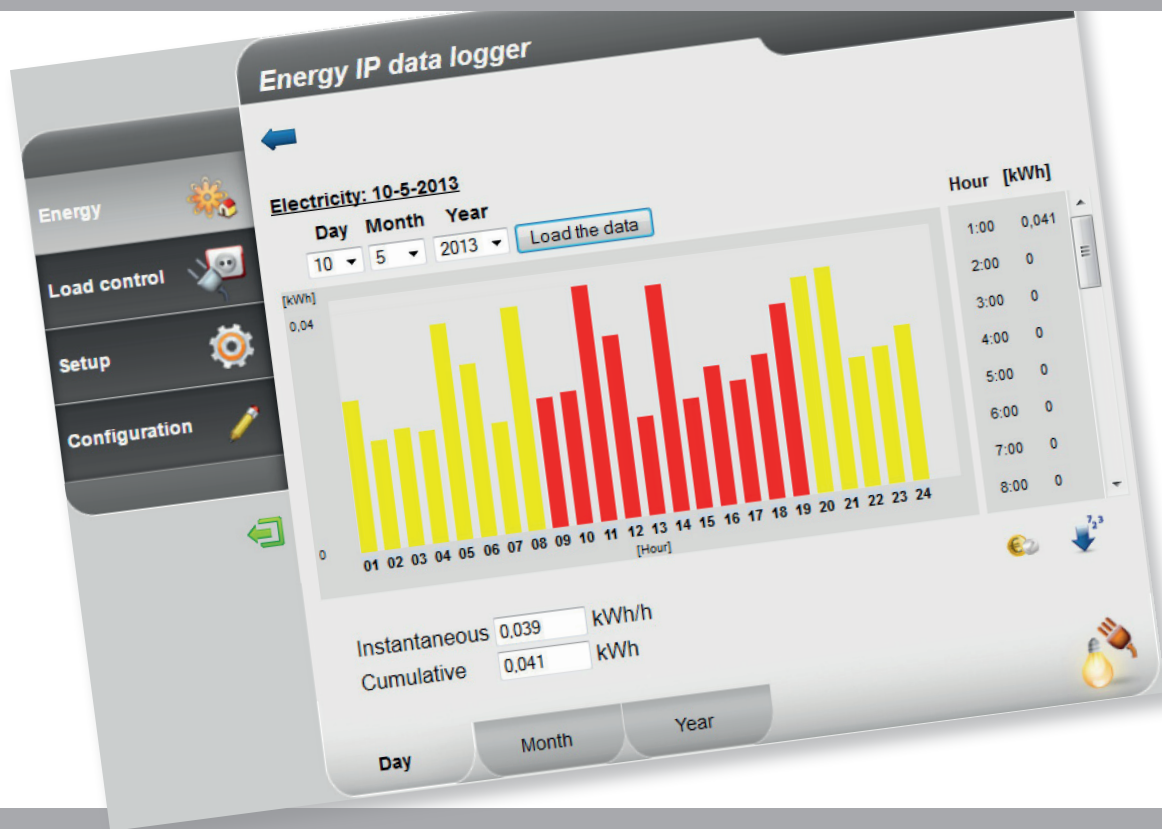 Energy IP data logger
Energy
Load control
Setup
Configuration
Electricity: 10-5-2013
Day Month Year
10 5 2013 Load the data
[kWh]
0,04
0
01 02 03 04 05 06 07 08 09 10 11 12 13 14 15 16 17 18 19 20 21 22 23 24
[Hour]
Hour [kWh]
1:00 0,041
2:00 0
3:00 0
4:00 0
5:00 0
6:00 0
7:00 0
8:00 0
123
Instantaneous 0,039 kWh/h
Cumulative 0,041 kWh
Day Month Year